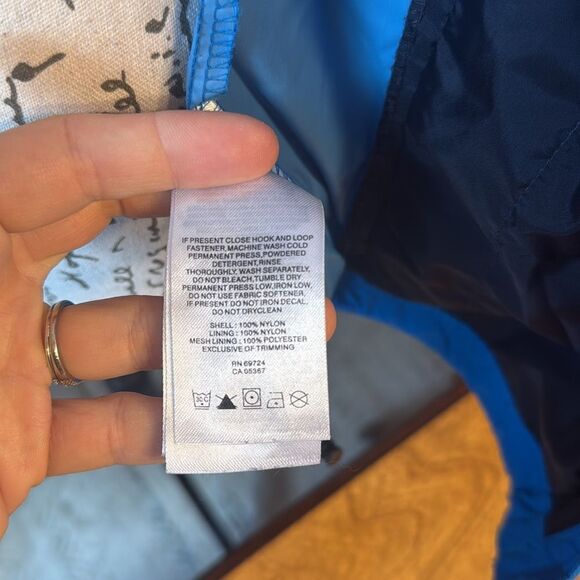 IF PRESENT CLOSE HOOK AND LOOP
FASTENER, MACHINE WASH COLD
PERMANENT PRESS, POWDERED
DETERGENT, RINSE
THOROUGHLY, WASH SEPARATELY,
DO NOT BLEACH, TUMBLE DRY
PERMANENT PRESS LOW, IRON LOW,
DO NOT USE FABRIC SOFTENER,
IF PRESENT DO NOT IRON DECAL,
DO NOT DRYCLEAN
SHELL : 100% NYLON
LINING : 100% NYLON
MESH LINING : 100% POLYESTER
EXCLUSIVE OF TRIMMING
RN 69724
CA 05367
30 C